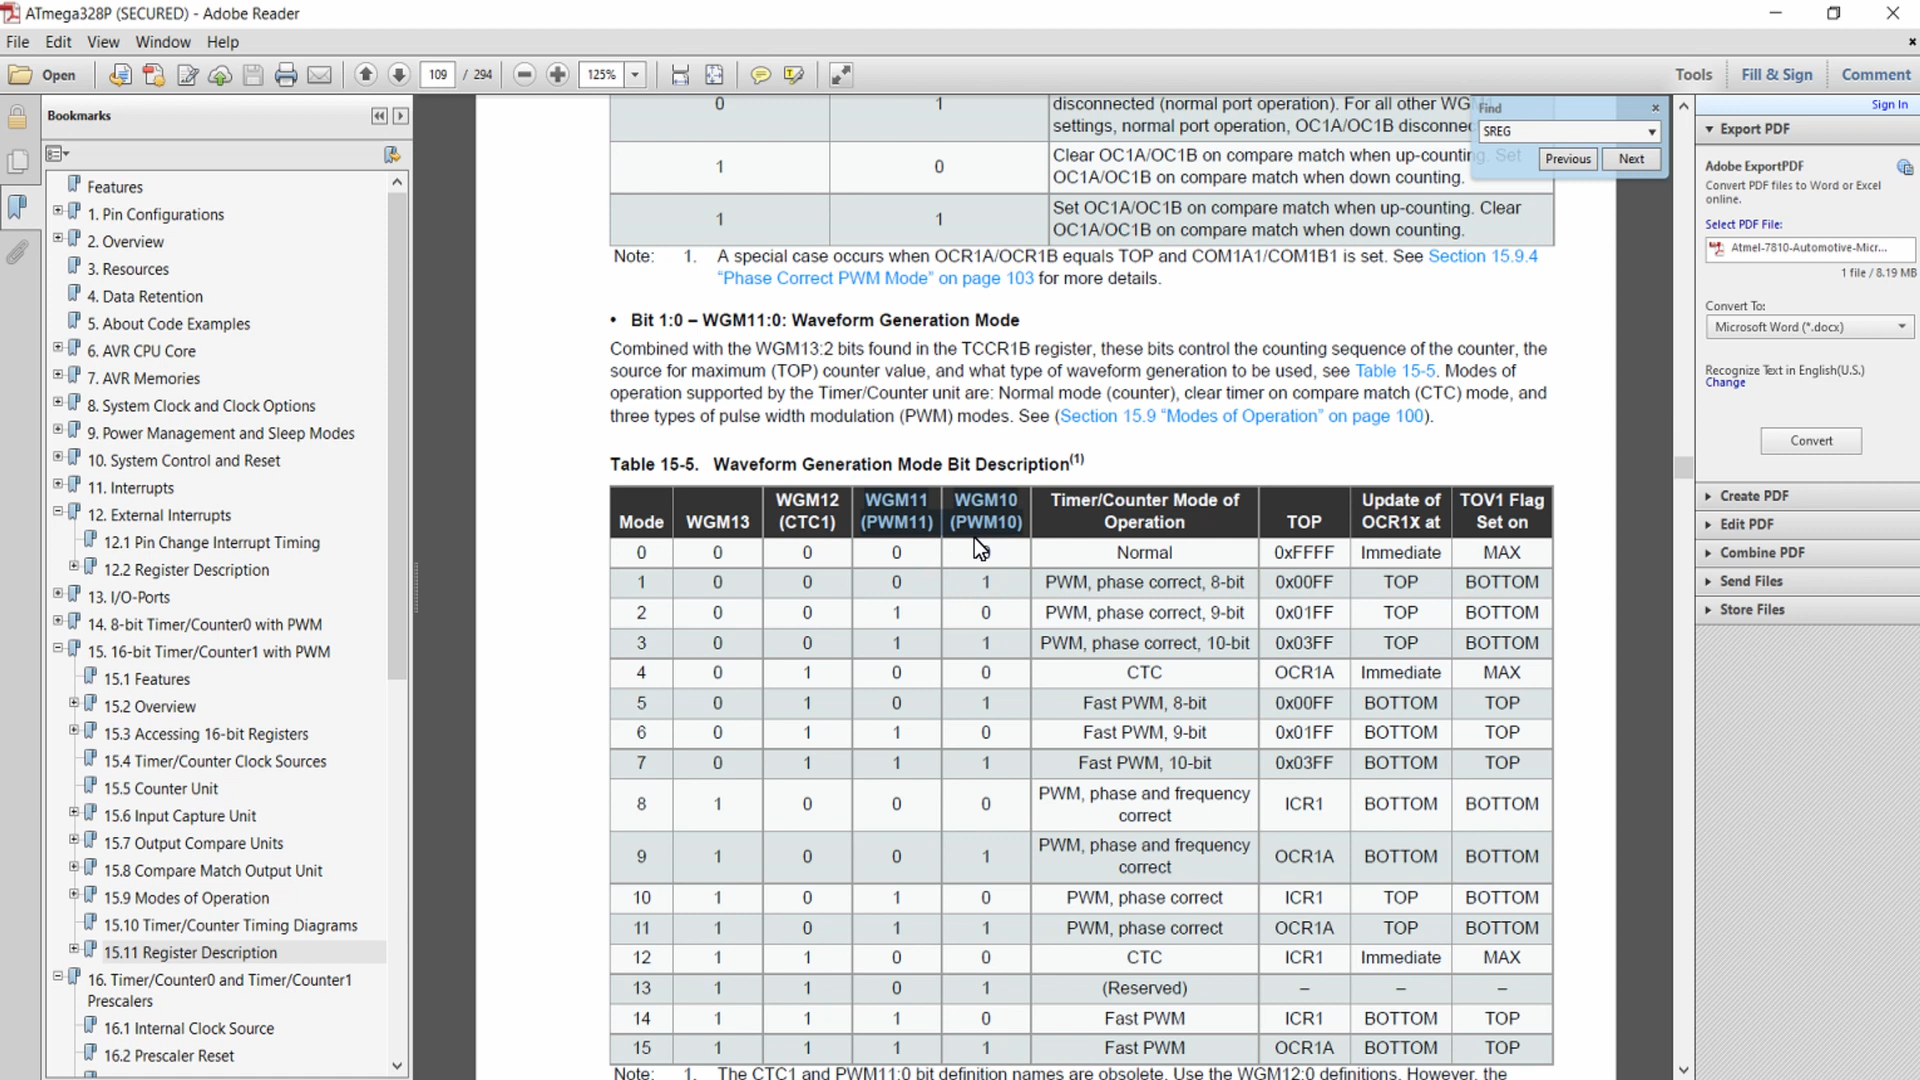 ATmega328P (SECURED) - Adobe Reader
File Edit View Window Help
Open 109 / 294 125% Tools Fill & Sign Comment
Bookmarks
Features
1. Pin Configurations
2. Overview
3. Resources
4. Data Retention
5. About Code Examples
6. AVR CPU Core
7. AVR Memories
8. System Clock and Clock Options
9. Power Management and Sleep Modes
10. System Control and Reset
11. Interrupts
12. External Interrupts
12.1 Pin Change Interrupt Timing
12.2 Register Description
13. I/O-Ports
14. 8-bit Timer/Counter0 with PWM
15. 16-bit Timer/Counter1 with PWM
15.1 Features
15.2 Overview
15.3 Accessing 16-bit Registers
15.4 Timer/Counter Clock Sources
15.5 Counter Unit
15.6 Input Capture Unit
15.7 Output Compare Units
15.8 Compare Match Output Unit
15.9 Modes of Operation
15.10 Timer/Counter Timing Diagrams
15.11 Register Description
16. Timer/Counter0 and Timer/Counter1
Prescalers
16.1 Internal Clock Source
16.2 Prescaler Reset
0 1 disconnected (normal port operation). For all other WG
settings, normal port operation, OC1A/OC1B disconnec
1 0 Clear OC1A/OC1B on compare match when up-counting. Set
OC1A/OC1B on compare match when down counting.
1 1 Set OC1A/OC1B on compare match when up-counting. Clear
OC1A/OC1B on compare match when down counting.
Note: 1. A special case occurs when OCR1A/OCR1B equals TOP and COM1A1/COM1B1 is set. See Section 15.9.4
“Phase Correct PWM Mode” on page 103 for more details.
• Bit 1:0 – WGM11:0: Waveform Generation Mode
Combined with the WGM13:2 bits found in the TCCR1B register, these bits control the counting sequence of the counter, the
source for maximum (TOP) counter value, and what type of waveform generation to be used, see Table 15-5. Modes of
operation supported by the Timer/Counter unit are: Normal mode (counter), clear timer on compare match (CTC) mode, and
three types of pulse width modulation (PWM) modes. See (Section 15.9 “Modes of Operation” on page 100).
Table 15-5. Waveform Generation Mode Bit Description(1)
Mode WGM13 WGM12 (CTC1) WGM11 (PWM11) WGM10 (PWM10) Timer/Counter Mode of Operation TOP Update of OCR1X at TOV1 Flag Set on
0 0 0 0 0 Normal 0xFFFF Immediate MAX
1 0 0 0 1 PWM, phase correct, 8-bit 0x00FF TOP BOTTOM
2 0 0 1 0 PWM, phase correct, 9-bit 0x01FF TOP BOTTOM
3 0 0 1 1 PWM, phase correct, 10-bit 0x03FF TOP BOTTOM
4 0 1 0 0 CTC OCR1A Immediate MAX
5 0 1 0 1 Fast PWM, 8-bit 0x00FF BOTTOM TOP
6 0 1 1 0 Fast PWM, 9-bit 0x01FF BOTTOM TOP
7 0 1 1 1 Fast PWM, 10-bit 0x03FF BOTTOM TOP
8 1 0 0 0 PWM, phase and frequency correct ICR1 BOTTOM BOTTOM
9 1 0 0 1 PWM, phase and frequency correct OCR1A BOTTOM BOTTOM
10 1 0 1 0 PWM, phase correct ICR1 TOP BOTTOM
11 1 0 1 1 PWM, phase correct OCR1A TOP BOTTOM
12 1 1 0 0 CTC ICR1 Immediate MAX
13 1 1 0 1 (Reserved) – – –
14 1 1 1 0 Fast PWM ICR1 BOTTOM TOP
15 1 1 1 1 Fast PWM OCR1A BOTTOM TOP
Note: 1. The CTC1 and PWM11:0 bit definition names are obsolete. Use the WGM12:0 definitions. However, the
Find
SREG
Previous Next
Sign In
Export PDF
Adobe ExportPDF
Convert PDF files to Word or Excel
online.
Select PDF File:
Atmel-7810-Automotive-Micr...
1 file / 8.19 MB
Convert To:
Microsoft Word (*.docx)
Recognize Text in English(U.S.)
Change
Convert
Create PDF
Edit PDF
Combine PDF
Send Files
Store Files